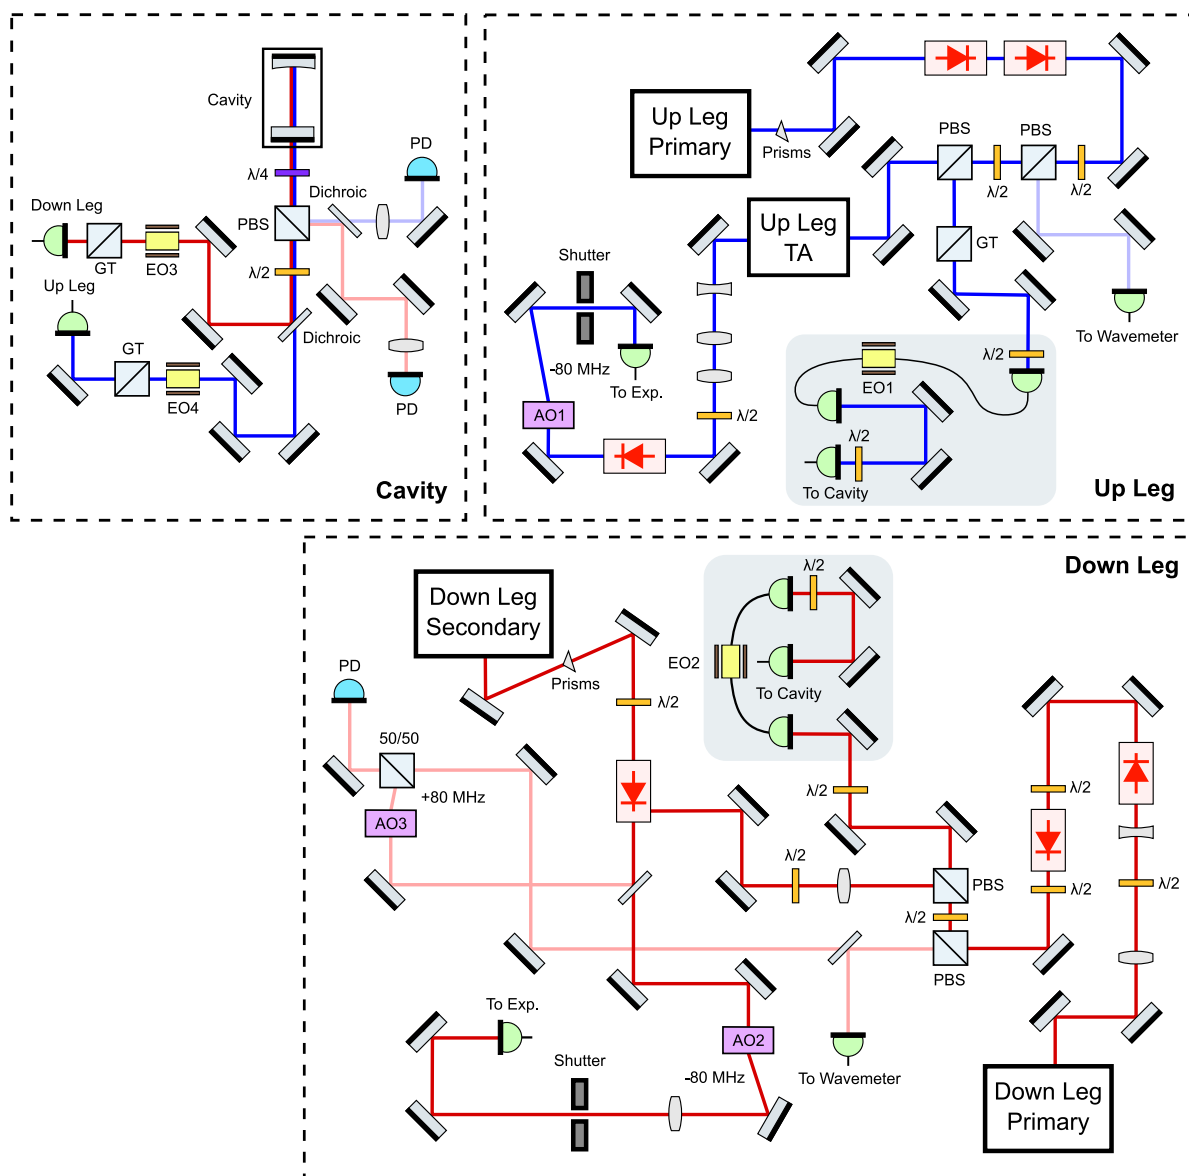 Cavity
λ/4
PD
Dichroic
Down Leg
PBS
GT
EO3
λ/2
Up Leg
Dichroic
GT
EO4
PD
Cavity
Up Leg
Primary
Prisms
PBS
PBS
λ/2
λ/2
Up Leg
TA
GT
Shutter
To Wavemeter
-80 MHz
To Exp.
λ/2
EO1
AO1
λ/2
λ/2
To Cavity
Up Leg
Down Leg
Down Leg
Secondary
λ/2
PD
Prisms
EO2
To Cavity
λ/2
50/50
+80 MHz
λ/2
λ/2
AO3
λ/2
PBS
λ/2
λ/2
λ/2
PBS
To Exp.
AO2
Shutter
-80 MHz
To Wavemeter
Down Leg
Primary